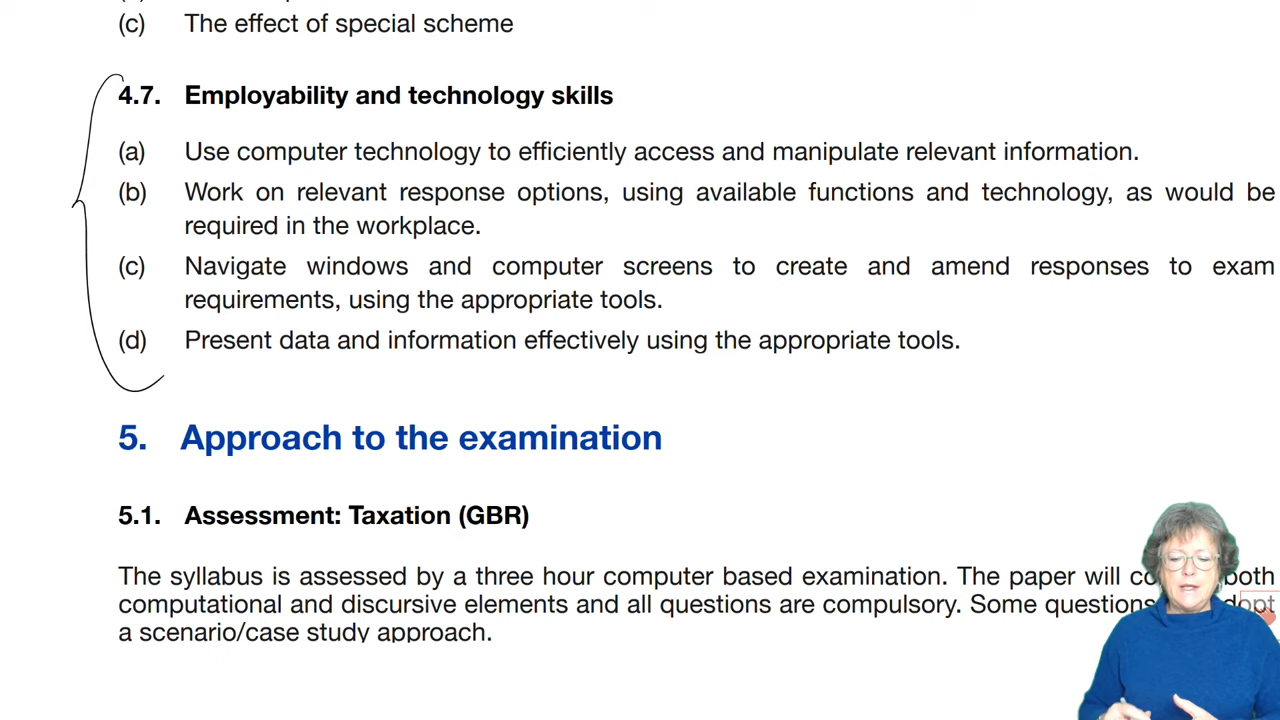 (c) The effect of special scheme
4.7. Employability and technology skills
(a) Use computer technology to efficiently access and manipulate relevant information.
(b) Work on relevant response options, using available functions and technology, as would be
required in the workplace.
(c) Navigate windows and computer screens to create and amend responses to exam
requirements, using the appropriate tools.
(d) Present data and information effectively using the appropriate tools.
5. Approach to the examination
5.1. Assessment: Taxation (GBR)
The syllabus is assessed by a three hour computer based examination. The paper will both
computational and discursive elements and all questions are compulsory. Some questions
a scenario/case study approach.